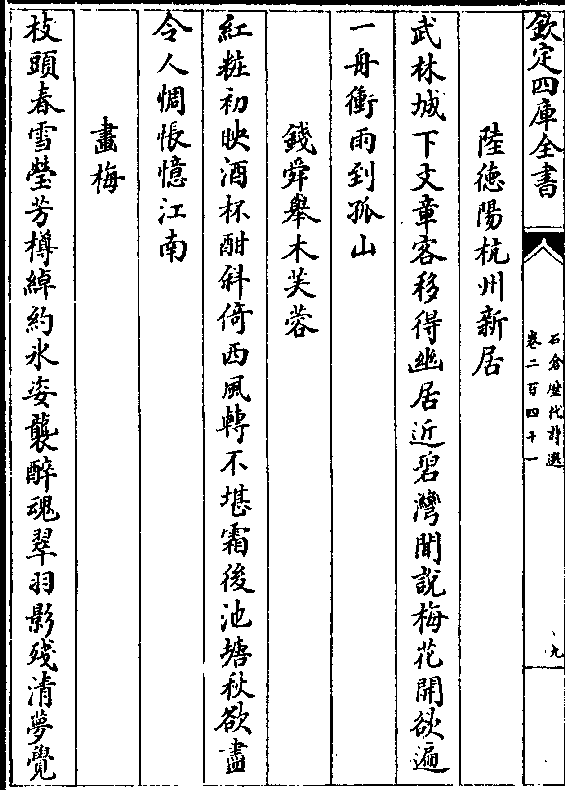 欽定四庫全書
石倉歷代詩選
卷二百四十一
九
陸徳陽杭州新居
武林城下文章客移得幽居近碧灣聞説梅花開欲遍
一舟衝雨到孤山
錢舜舉木芙蓉
紅粧初映酒杯酣斜倚西風轉不堪霜後池塘秋欲盡
令人惆悵憶江南
畫梅
枝頭春雪瑩芳樽綽約氷姿襲醉魂翠羽影殘清夢覺